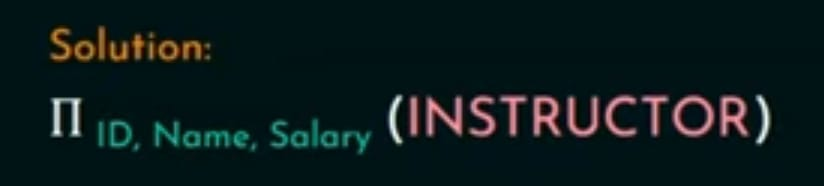 Solution:
Π ID, Name, Salary (INSTRUCTOR)